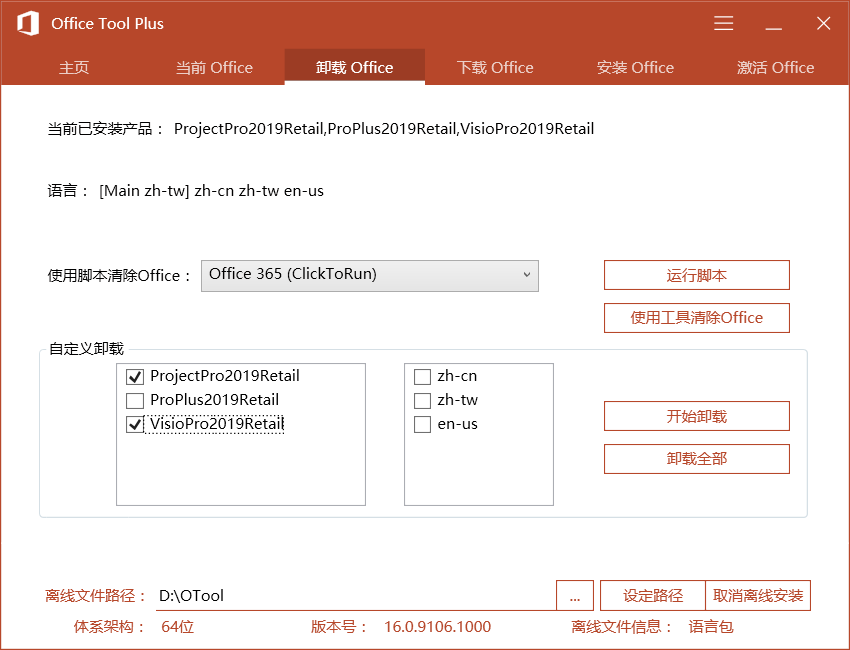 Office Tool Plus
主页 当前 Office 卸载 Office 下载 Office 安装 Office 激活 Office
当前已安装产品： ProjectPro2019Retail,ProPlus2019Retail,VisioPro2019Retail
语言： [Main zh-tw] zh-cn zh-tw en-us
使用脚本清除Office： Office 365 (ClickToRun) 运行脚本
使用工具清除Office
自定义卸载
ProjectPro2019Retail zh-cn
ProPlus2019Retail zh-tw
VisioPro2019Retail en-us
开始卸载
卸载全部
离线文件路径： D:\OTool ... 设定路径 取消离线安装
体系架构： 64位 版本号： 16.0.9106.1000 离线文件信息： 语言包